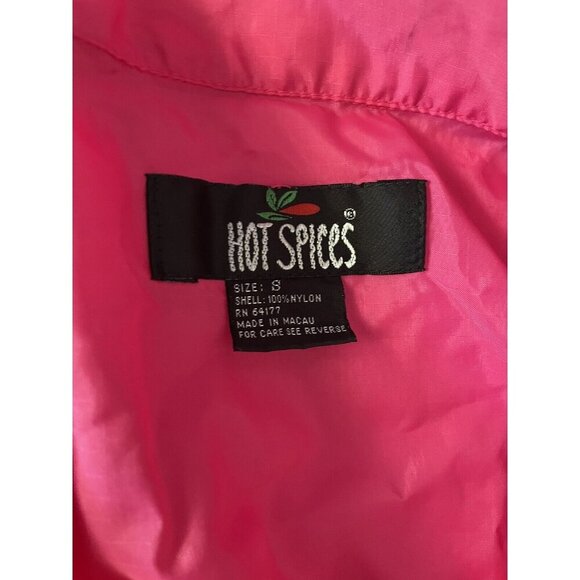 HOT SPICES ®
SIZE: S
SHELL: 100% NYLON
RN 64177
MADE IN MACAU
FOR CARE SEE REVERSE